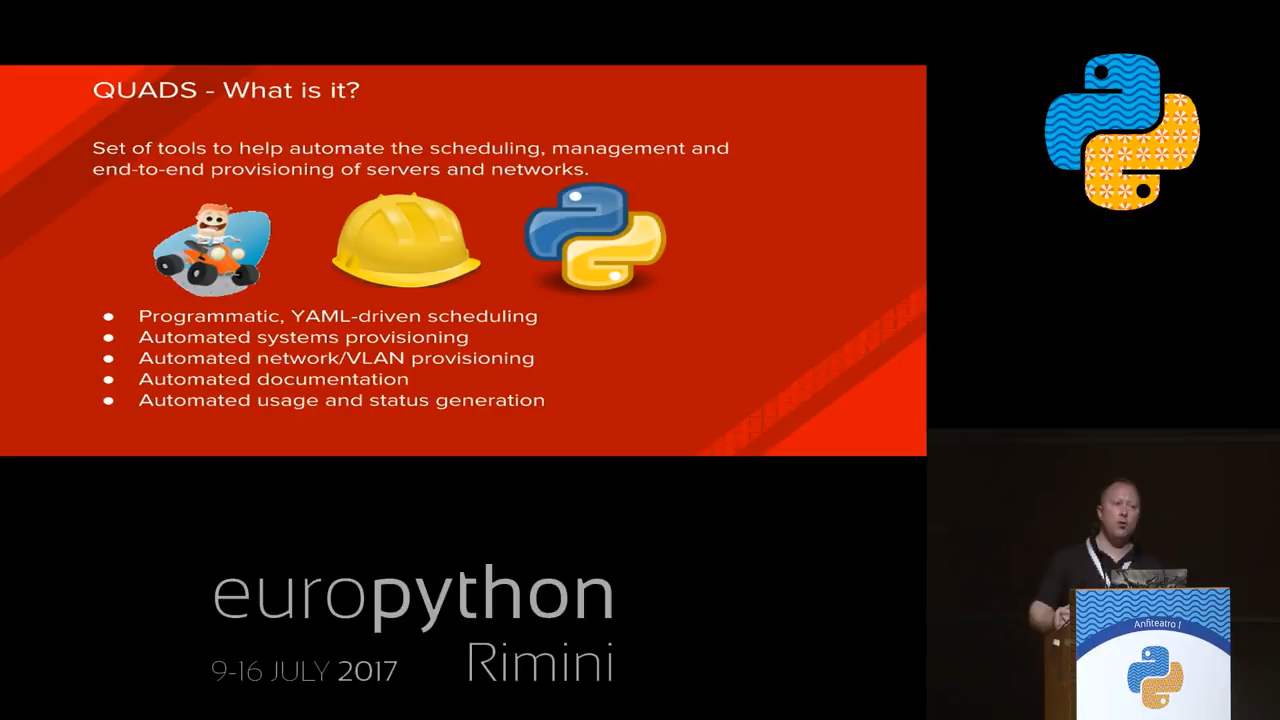 QUADS - What is it?
Set of tools to help automate the scheduling, management and
end-to-end provisioning of servers and networks.
● Programmatic, YAML-driven scheduling
● Automated systems provisioning
● Automated network/VLAN provisioning
● Automated documentation
● Automated usage and status generation
europython
9-16 JULY 2017 Rimini
Anfiteatro 1